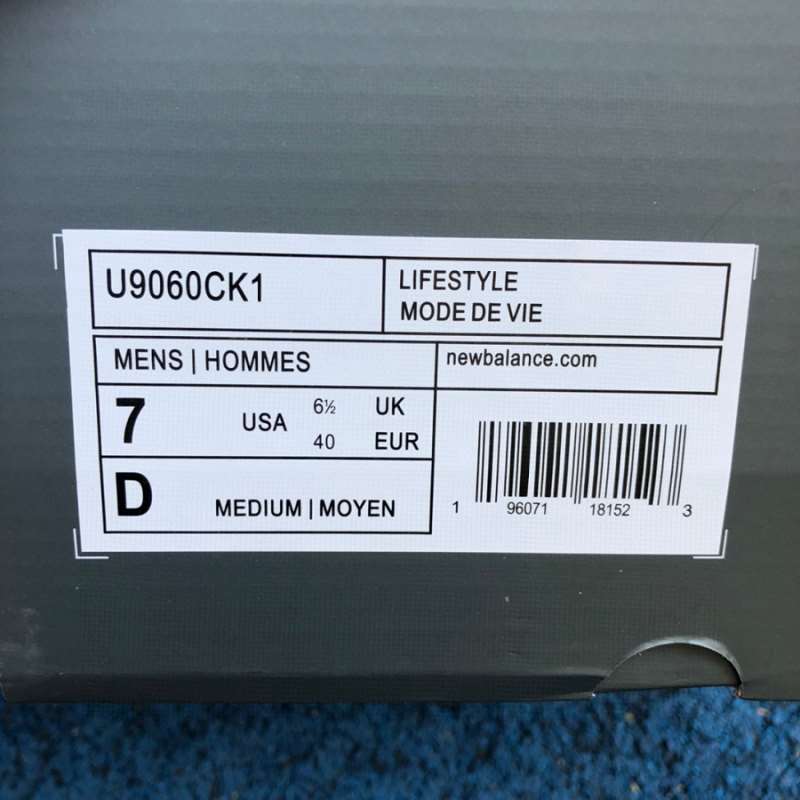 U9060CK1
LIFESTYLE
MODE DE VIE
MENS | HOMMES
newbalance.com
7 USA 6½ UK
40 EUR
D MEDIUM | MOYEN
1 96071 18152 3